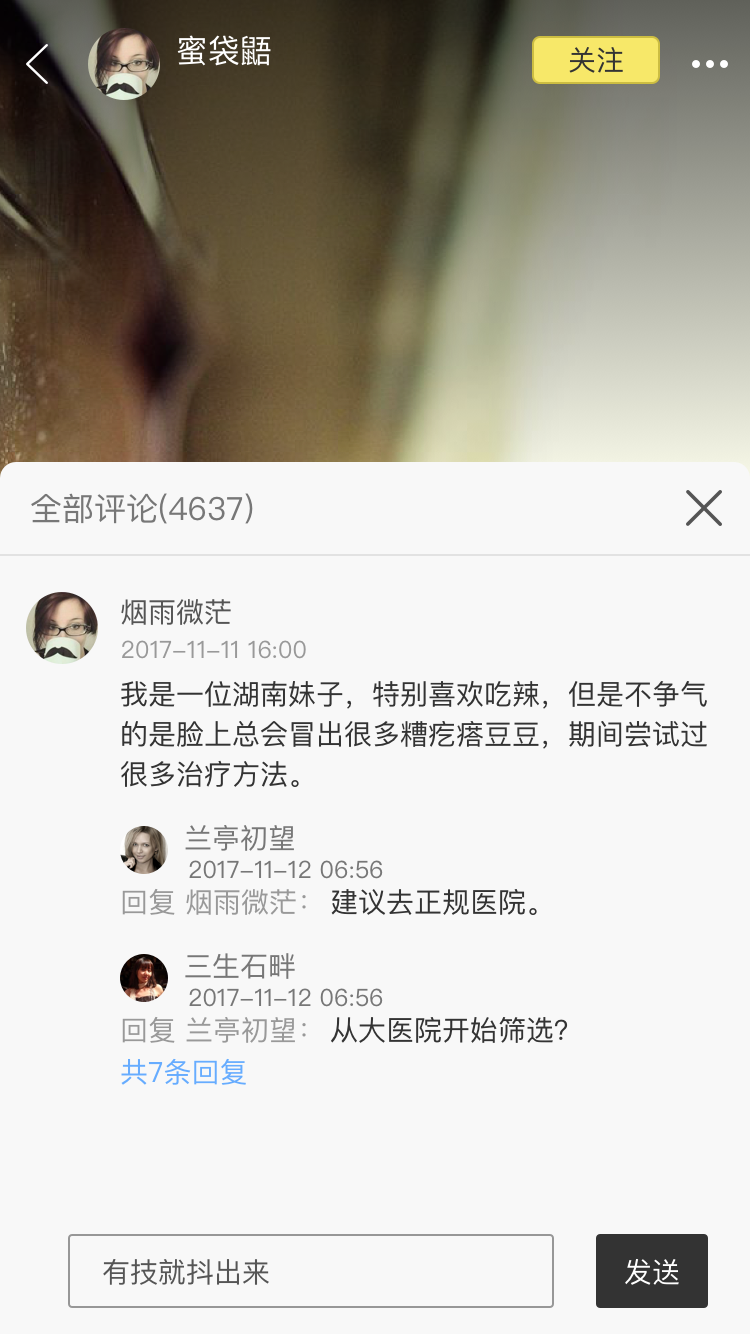 蜜袋鼯
关注
全部评论(4637)
烟雨微茫
2017-11-11 16:00
我是一位湖南妹子，特别喜欢吃辣，但是不争气
的是脸上总会冒出很多糟疙瘩豆豆，期间尝试过
很多治疗方法。
兰亭初望
2017-11-12 06:56
回复 烟雨微茫： 建议去正规医院。
三生石畔
2017-11-12 06:56
回复 兰亭初望： 从大医院开始筛选？
共7条回复
有技就抖出来
发送